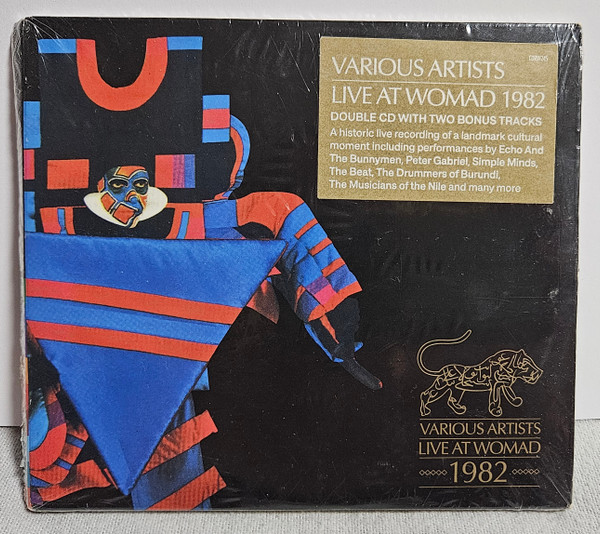 VARIOUS ARTISTS
LIVE AT WOMAD 1982
DOUBLE CD WITH TWO BONUS TRACKS
A historic live recording of a landmark cultural
moment including performances by Echo And
The Bunnymen, Peter Gabriel, Simple Minds,
The Beat, The Drummers of Burundi,
The Musicians of the Nile and many more
VARIOUS ARTISTS
LIVE AT WOMAD
1982